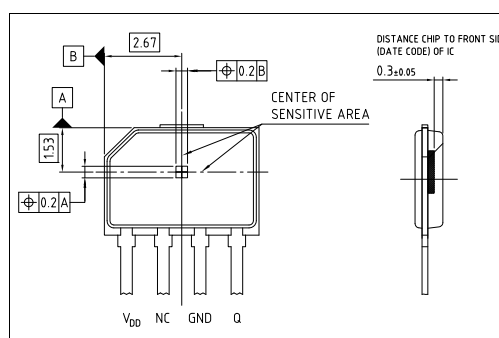 B
2.67
0.2 B
DISTANCE CHIP TO FRONT SID
(DATE CODE) OF IC
0.3±0.05
A
CENTER OF
SENSITIVE AREA
1.53
0.2 A
VDD NC GND Q